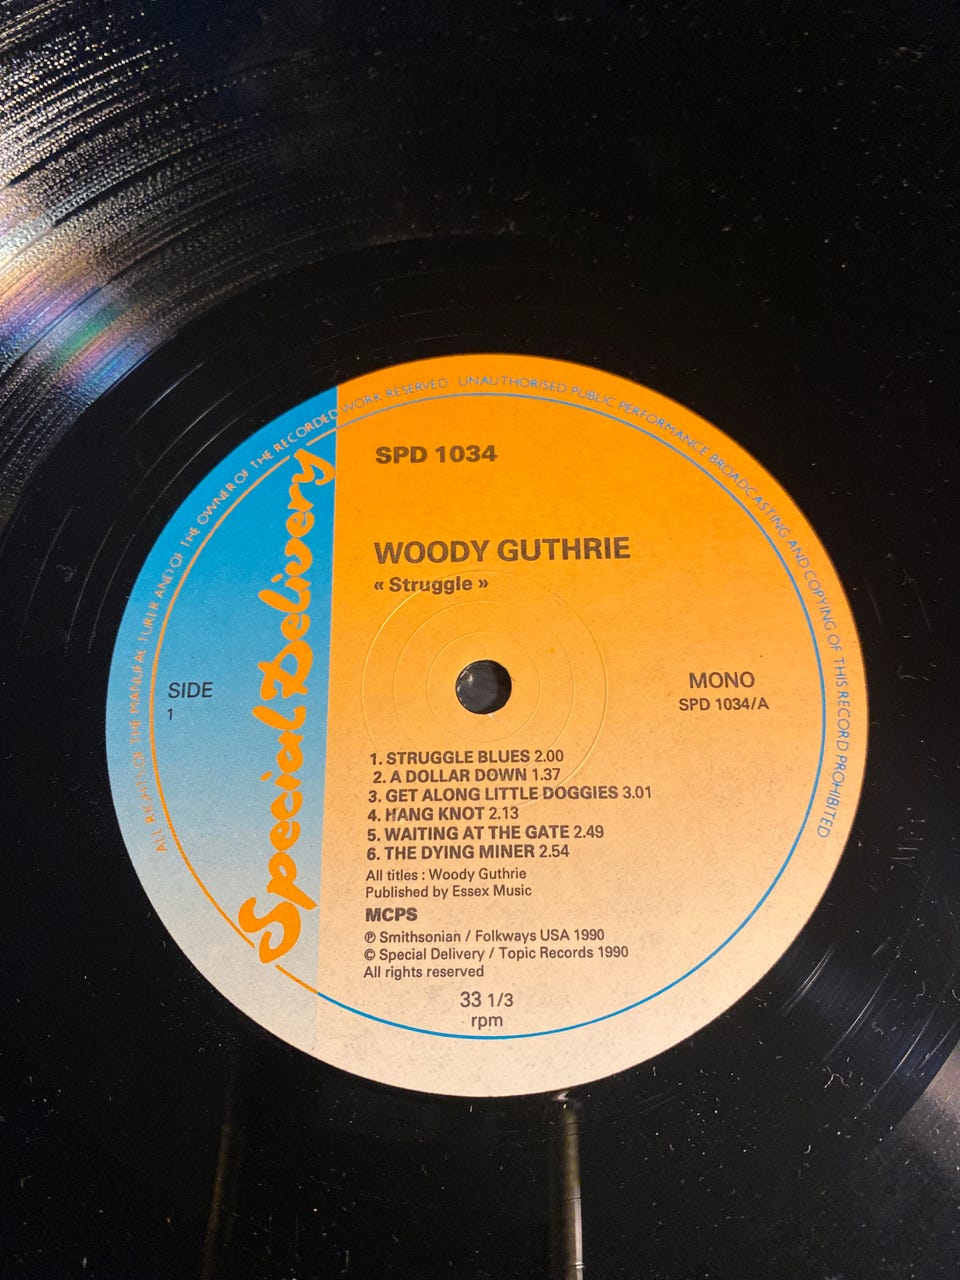 ALL RIGHTS OF THE MANUFACTURER AND OF THE OWNER OF THE RECORDED WORK RESERVED UNAUTHORISED PUBLIC PERFORMANCE BROADCASTING AND COPYING OF THIS RECORD PROHIBITED
Special Delivery
SPD 1034
WOODY GUTHRIE
« Struggle »
SIDE
1
MONO
SPD 1034/A
1. STRUGGLE BLUES 2.00
2. A DOLLAR DOWN 1.37
3. GET ALONG LITTLE DOGGIES 3.01
4. HANG KNOT 2.13
5. WAITING AT THE GATE 2.49
6. THE DYING MINER 2.54
All titles : Woody Guthrie
Published by Essex Music
MCPS
℗ Smithsonian / Folkways USA 1990
© Special Delivery / Topic Records 1990
All rights reserved
33 1/3
rpm